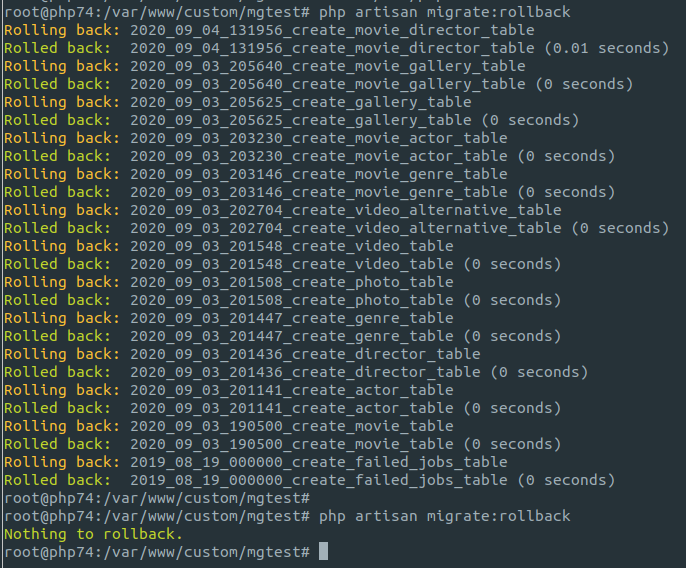 root@php74:/var/www/custom/mgtest# php artisan migrate:rollback
Rolling back: 2020_09_04_131956_create_movie_director_table
Rolled back:  2020_09_04_131956_create_movie_director_table (0.01 seconds)
Rolling back: 2020_09_03_205640_create_movie_gallery_table
Rolled back:  2020_09_03_205640_create_movie_gallery_table (0 seconds)
Rolling back: 2020_09_03_205625_create_gallery_table
Rolled back:  2020_09_03_205625_create_gallery_table (0 seconds)
Rolling back: 2020_09_03_203230_create_movie_actor_table
Rolled back:  2020_09_03_203230_create_movie_actor_table (0 seconds)
Rolling back: 2020_09_03_203146_create_movie_genre_table
Rolled back:  2020_09_03_203146_create_movie_genre_table (0 seconds)
Rolling back: 2020_09_03_202704_create_video_alternative_table
Rolled back:  2020_09_03_202704_create_video_alternative_table (0 seconds)
Rolling back: 2020_09_03_201548_create_video_table
Rolled back:  2020_09_03_201548_create_video_table (0 seconds)
Rolling back: 2020_09_03_201508_create_photo_table
Rolled back:  2020_09_03_201508_create_photo_table (0 seconds)
Rolling back: 2020_09_03_201447_create_genre_table
Rolled back:  2020_09_03_201447_create_genre_table (0 seconds)
Rolling back: 2020_09_03_201436_create_director_table
Rolled back:  2020_09_03_201436_create_director_table (0 seconds)
Rolling back: 2020_09_03_201141_create_actor_table
Rolled back:  2020_09_03_201141_create_actor_table (0 seconds)
Rolling back: 2020_09_03_190500_create_movie_table
Rolled back:  2020_09_03_190500_create_movie_table (0 seconds)
Rolling back: 2019_08_19_000000_create_failed_jobs_table
Rolled back:  2019_08_19_000000_create_failed_jobs_table (0 seconds)
root@php74:/var/www/custom/mgtest#
root@php74:/var/www/custom/mgtest# php artisan migrate:rollback
Nothing to rollback.
root@php74:/var/www/custom/mgtest#